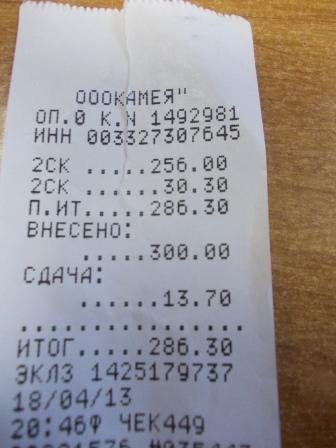 ОООКАМЕЯ"
ОП.0 К.N 1492981
ИНН 003327307645
2СК .....256.00
2СК ......30.30
П.ИТ.....286.30
ВНЕСЕНО:
.....300.00
СДАЧА:
......13.70
................
ИТОГ.....286.30
ЭКЛЗ 1425179737
18/04/13
20:46Ф ЧЕК449